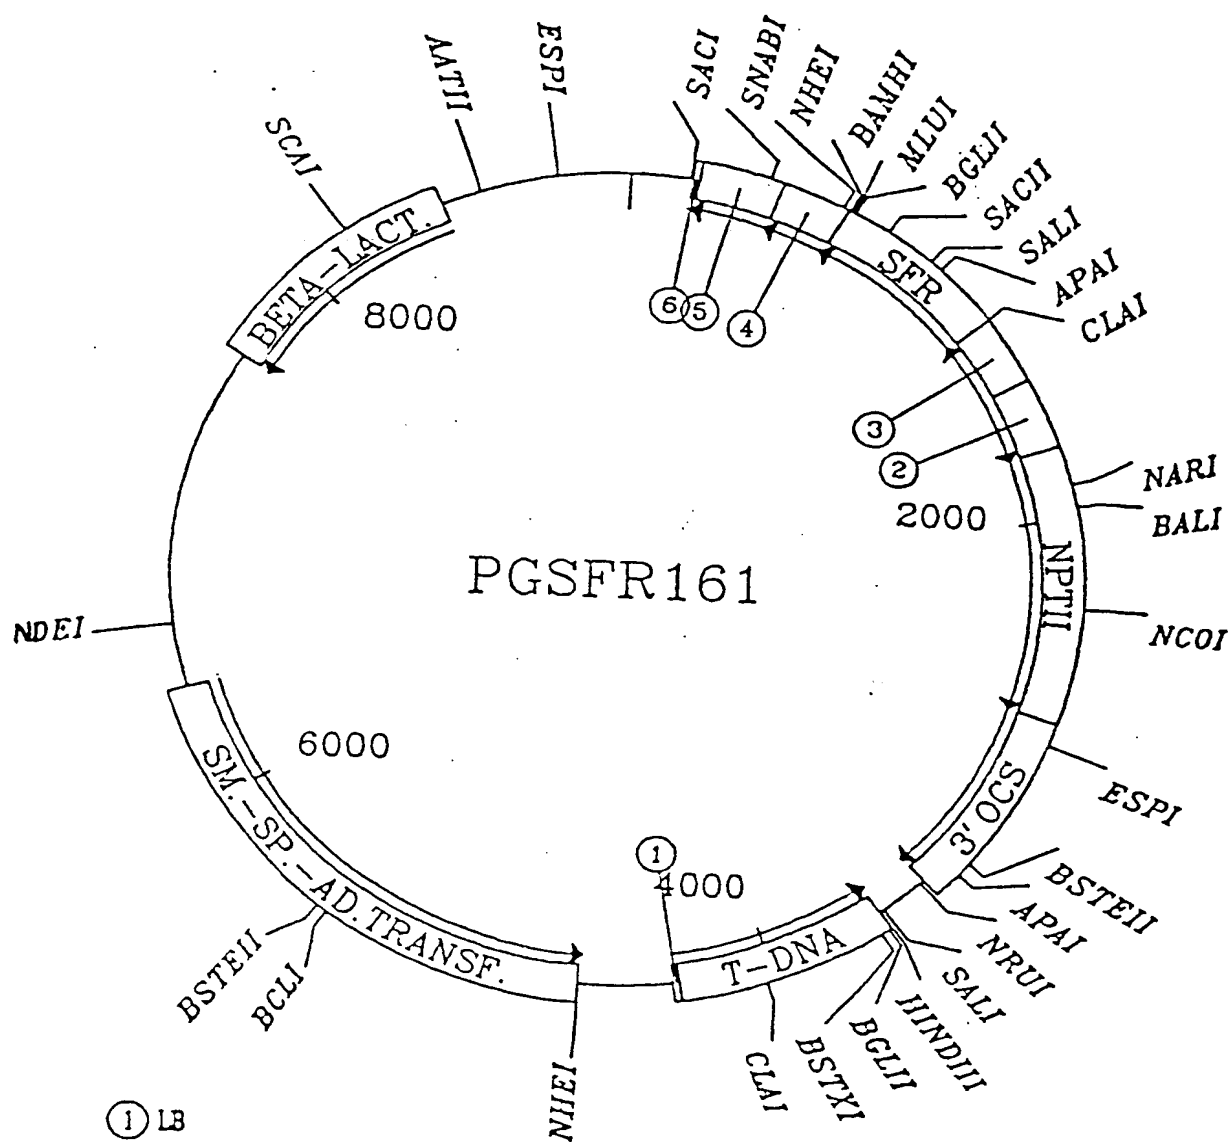 ESPI
AATII
SCAI
SACI
SNABI
NHEI
BAMHI
MLUI
BGLII
SACII
SALI
APAI
CLAI
BETA-LACT.
8000
6
5
4
SFR
3
2
2000
NARI
BALI
NPTII
NCOI
PGSFR161
NDEI
6000
SM.-SP.-AD.TRANSF.
1
4000
T-DNA
3'OCS
ESPI
BSTEII
APAI
NRUI
SALI
HINDIII
BGLII
BSTXI
CLAI
NHEI
BCLI
BSTEII
1 LB